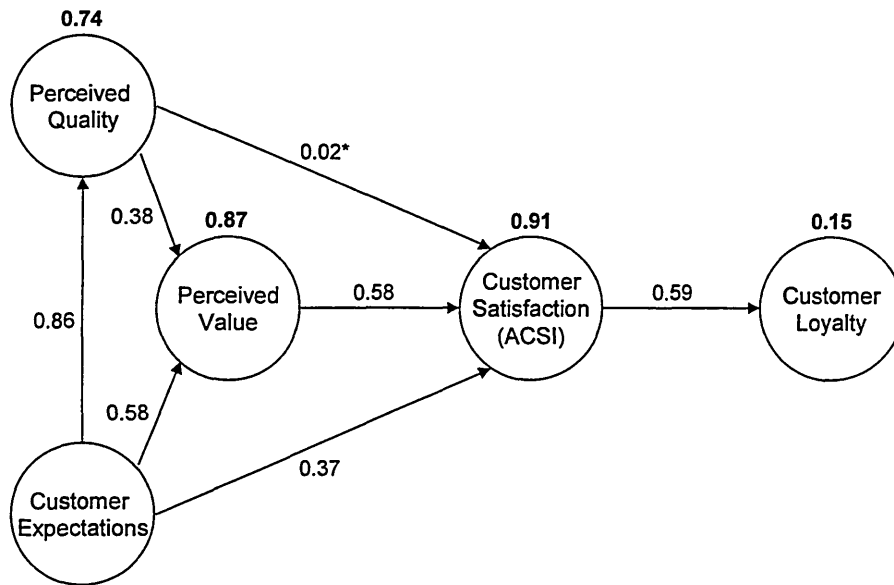 0.74
Perceived
Quality
0.02*
0.38
0.87
0.91
0.15
Perceived
Value
0.58
Customer
Satisfaction
(ACSI)
0.59
Customer
Loyalty
0.86
0.58
0.37
Customer
Expectations